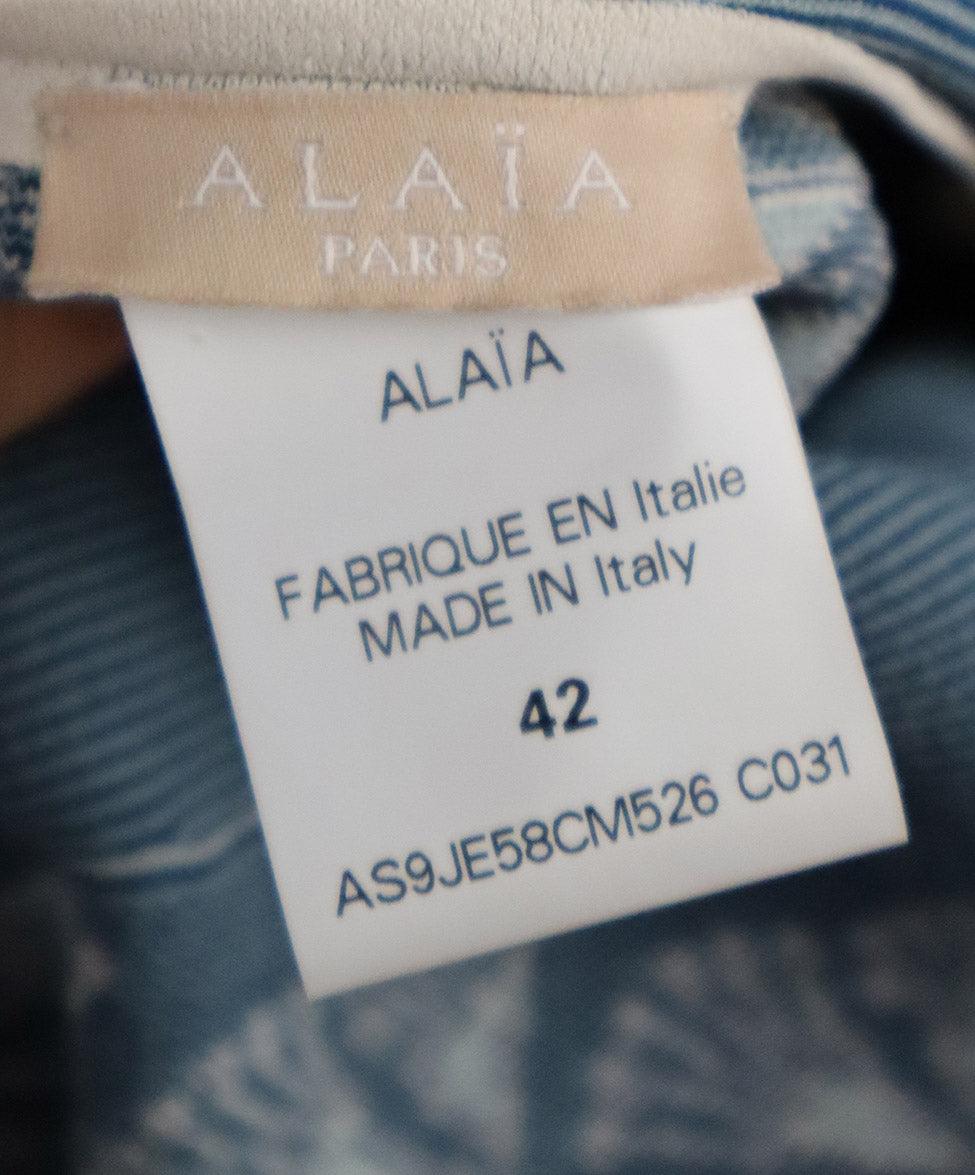 ALAÏA
PARIS
ALAÏA
FABRIQUE EN Italie
MADE IN Italy
42
AS9JE58CM526 C031